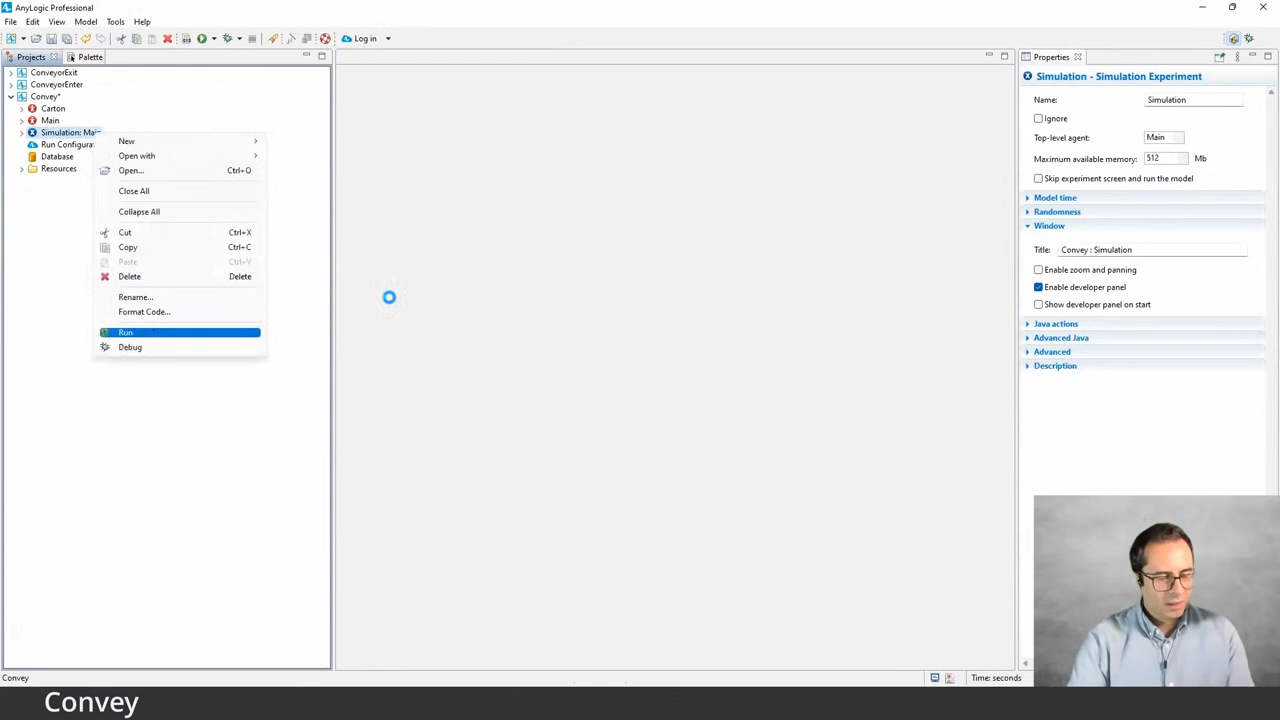 AnyLogic Professional
File Edit View Model Tools Help
Log in
Projects Palette
ConveyorExit
ConveyorEnter
Convey*
Carton
Main
Simulation: Main
Run Configura
Database
Resources
New
Open with
Open... Ctrl+O
Close All
Collapse All
Cut Ctrl+X
Copy Ctrl+C
Paste Ctrl+V
Delete Delete
Rename...
Format Code...
Run
Debug
Properties
Simulation - Simulation Experiment
Name: Simulation
Ignore
Top-level agent: Main
Maximum available memory: 512 Mb
Skip experiment screen and run the model
Model time
Randomness
Window
Title: Convey : Simulation
Enable zoom and panning
Enable developer panel
Show developer panel on start
Java actions
Advanced Java
Advanced
Description
Convey
Time: seconds
Convey